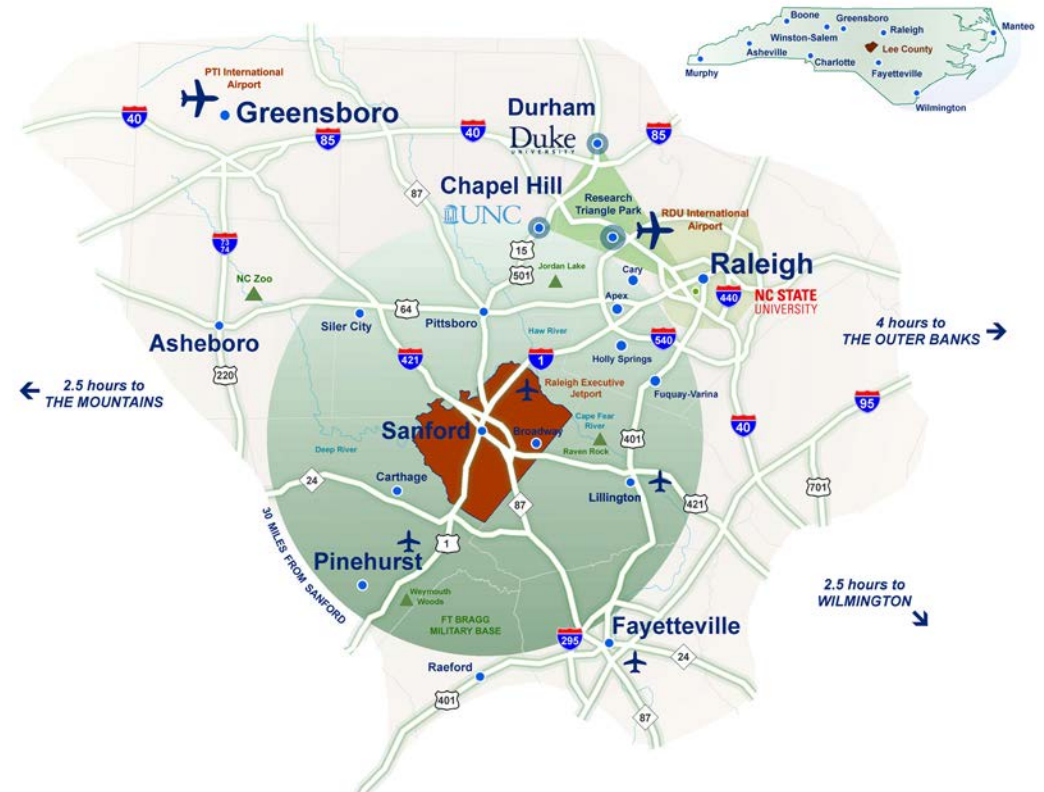 Boone
Greensboro
Winston-Salem
Raleigh
Manteo
Asheville
Lee County
Murphy
Charlotte
Fayetteville
Wilmington
PTI International
Airport
Greensboro
40
85
40
85
Durham
Duke
UNIVERSITY
87
Chapel Hill
UNC
Research
Triangle Park
RDU International
Airport
73
74
15
501
NC Zoo
Jordan Lake
Cary
Raleigh
440
NC STATE
UNIVERSITY
64
Apex
Siler City
Pittsboro
Haw River
540
4 hours to
THE OUTER BANKS
Asheboro
421
1
Holly Springs
220
2.5 hours to
THE MOUNTAINS
Raleigh Executive
Jetport
Fuquay-Varina
95
40
Sanford
Broadway
Cape Fear
River
Raven Rock
401
Deep River
24
Carthage
Lillington
701
87
421
30 MILES FROM SANFORD
1
Pinehurst
2.5 hours to
WILMINGTON
Weymouth
Woods
FT BRAGG
MILITARY BASE
295
Fayetteville
24
Raeford
401
87